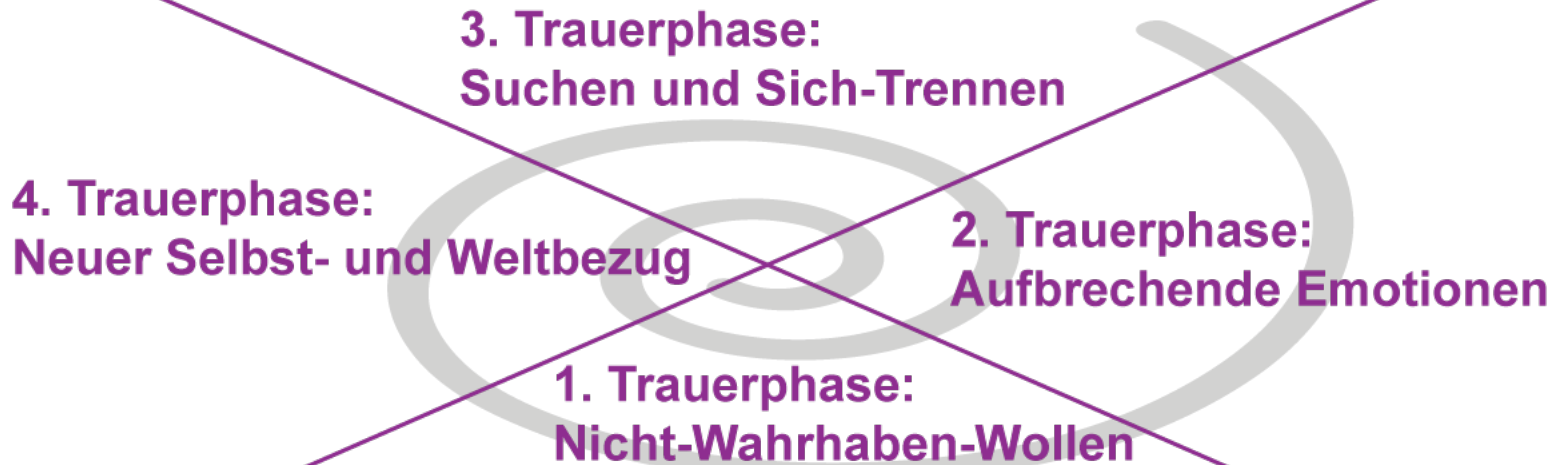 3. Trauerphase:
Suchen und Sich-Trennen
4. Trauerphase:
Neuer Selbst- und Weltbezug
2. Trauerphase:
Aufbrechende Emotionen
1. Trauerphase:
Nicht-Wahrhaben-Wollen